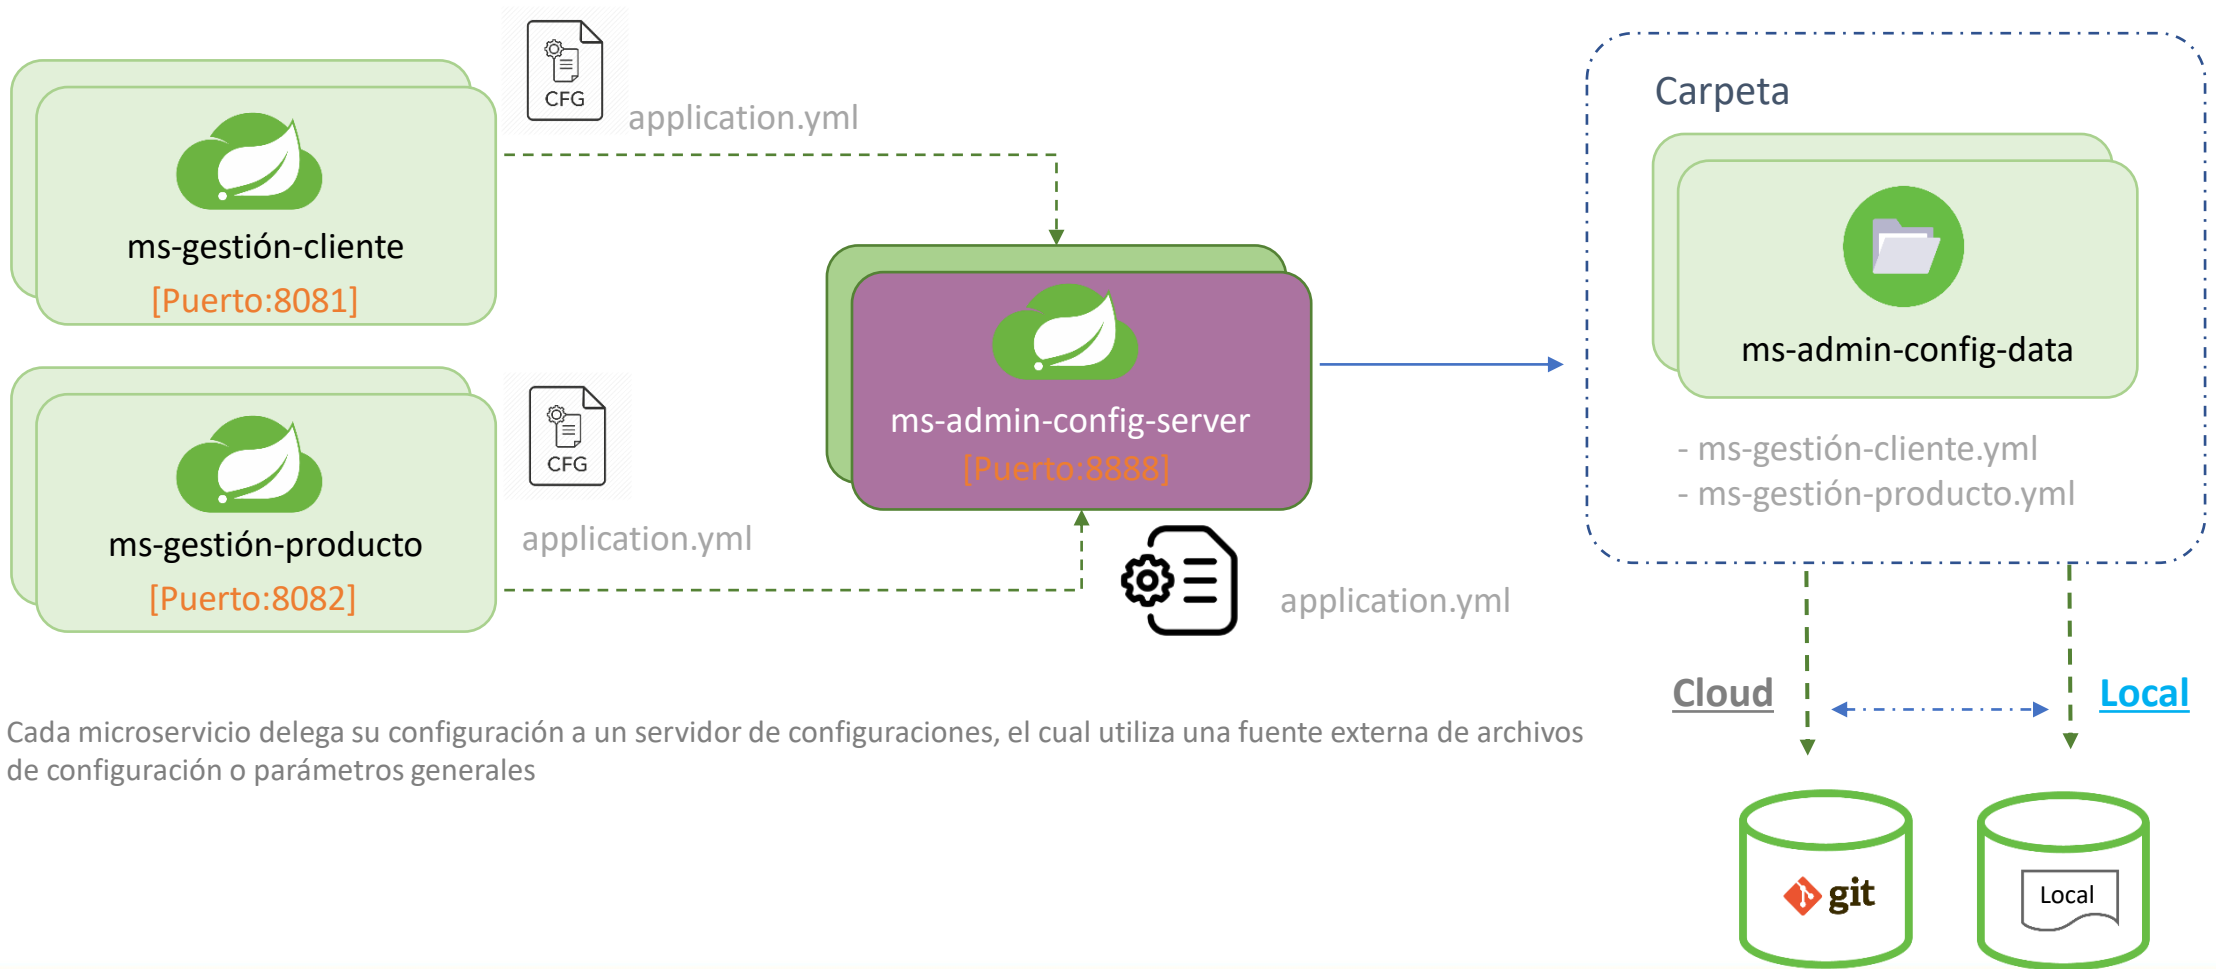 CFG
application.yml
ms-gestión-cliente
[Puerto:8081]
CFG
application.yml
ms-gestión-producto
[Puerto:8082]
ms-admin-config-server
[Puerto:8888]
application.yml
Carpeta
ms-admin-config-data
- ms-gestión-cliente.yml
- ms-gestión-producto.yml
Cloud
Local
git
Local
Cada microservicio delega su configuración a un servidor de configuraciones, el cual utiliza una fuente externa de archivos
de configuración o parámetros generales